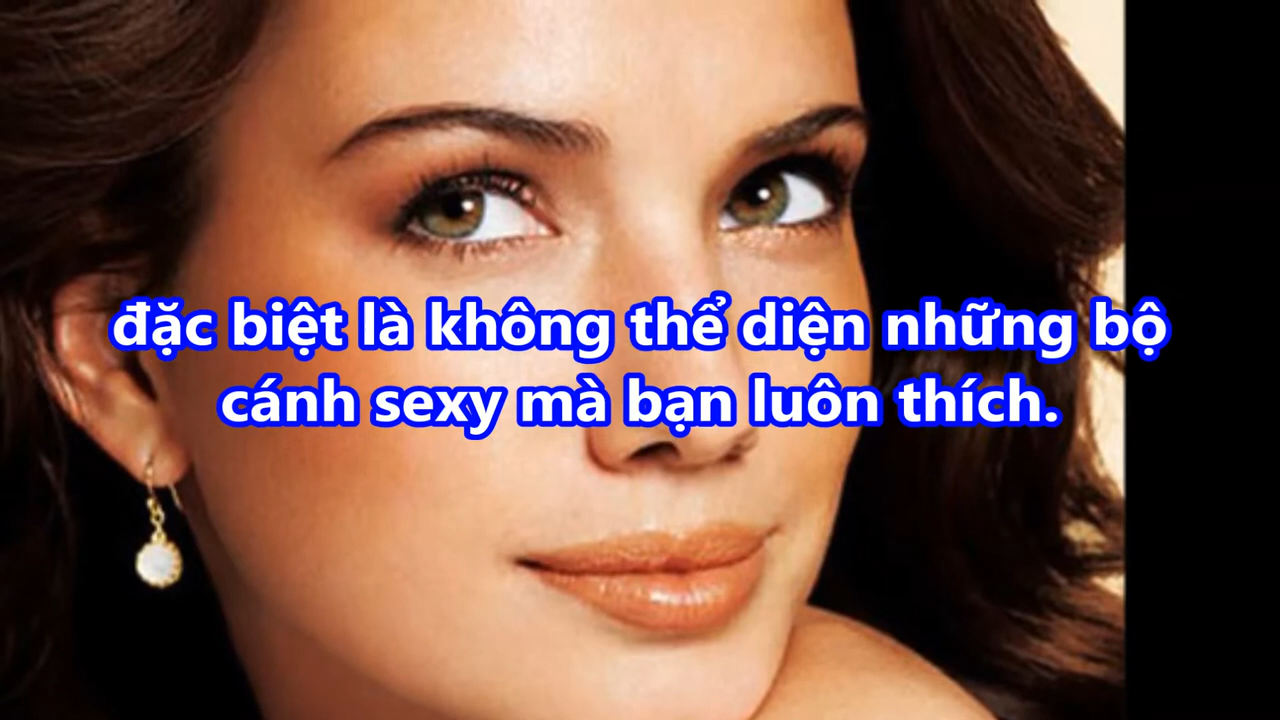 đặc biệt là không thể diện những bộ
cánh sexy mà bạn luôn thích.